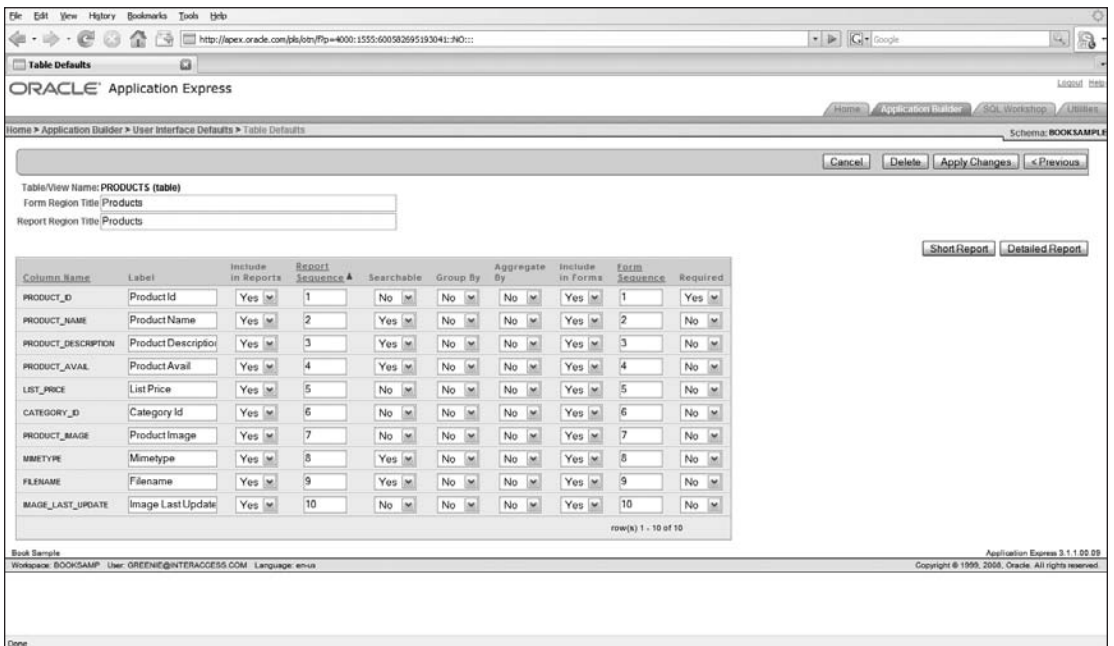 File Edit View History Bookmarks Tools Help
http://apex.oracle.com/pls/otn/f?p=4000:1555:600582695193041::NO:::
Google
Table Defaults
ORACLE Application Express
Logout Help
Home Application Builder SQL Workshop Utilities
Home > Application Builder > User Interface Defaults > Table Defaults
Schema: BOOKSAMPLE
Cancel Delete Apply Changes < Previous
Table/View Name: PRODUCTS (table)
Form Region Title Products
Report Region Title Products
Short Report Detailed Report
Column Name Label Include in Reports Report Sequence Searchable Group By Aggregate By Include in Forms Form Sequence Required
PRODUCT_ID Product Id Yes 1 No No No Yes 1 Yes
PRODUCT_NAME Product Name Yes 2 Yes No No Yes 2 No
PRODUCT_DESCRIPTION Product Descriptio Yes 3 Yes No No Yes 3 No
PRODUCT_AVAIL Product Avail Yes 4 Yes No No Yes 4 No
LIST_PRICE List Price Yes 5 No No No Yes 5 No
CATEGORY_ID Category Id Yes 6 No No No Yes 6 No
PRODUCT_IMAGE Product Image Yes 7 No No No Yes 7 No
MIMETYPE Mimetype Yes 8 Yes No No Yes 8 No
FILENAME Filename Yes 9 Yes No No Yes 9 No
IMAGE_LAST_UPDATE Image Last Update Yes 10 No No No Yes 10 No
row(s) 1 - 10 of 10
Book Sample
Application Express 3.1.1.00.09
Workspace: BOOKSAMP User: GREENIE@INTERACCESS.COM Language: en-us
Copyright © 1999, 2008, Oracle. All rights reserved.
Done